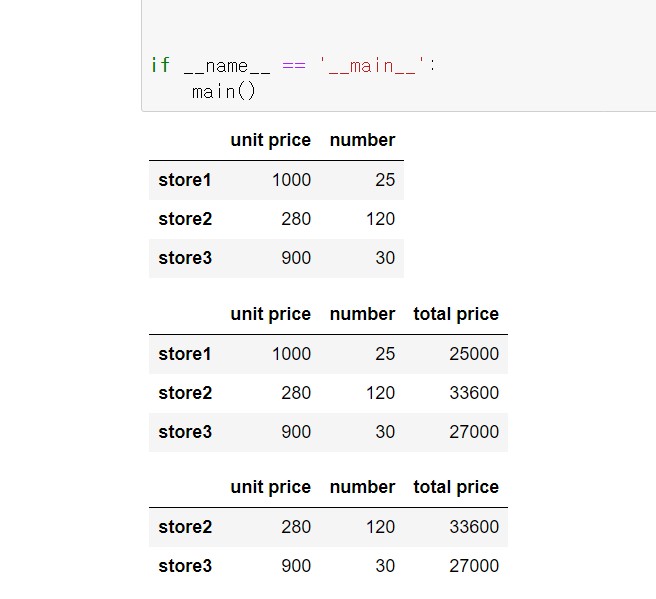 if __name__ == '__main__':
    main()
unit price number
store1 1000 25
store2 280 120
store3 900 30
unit price number total price
store1 1000 25 25000
store2 280 120 33600
store3 900 30 27000
unit price number total price
store2 280 120 33600
store3 900 30 27000